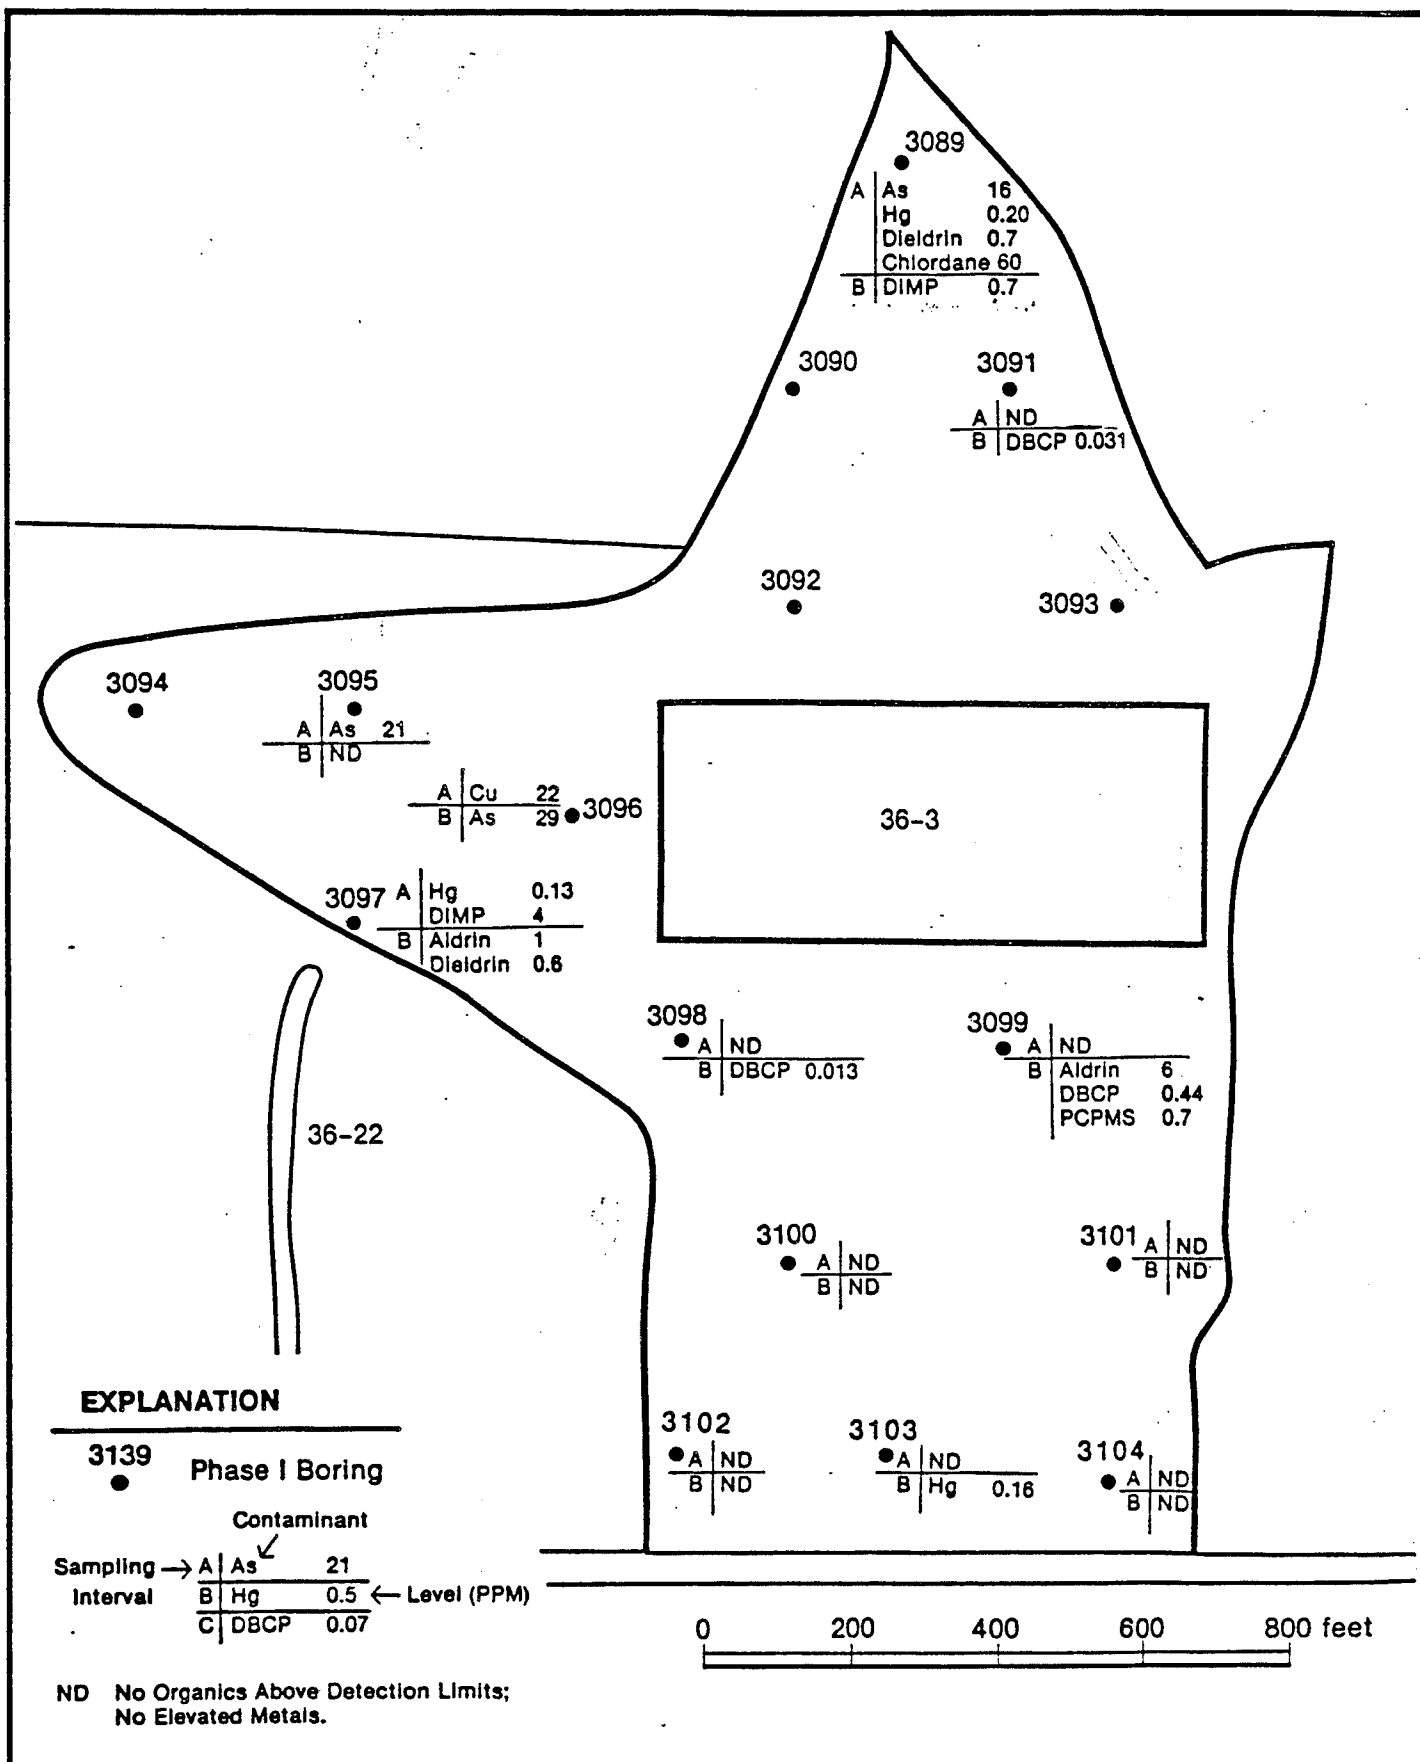 3089
A As 16
Hg 0.20
Dieldrin 0.7
Chlordane 60
B DIMP 0.7
3090
3091
A ND
B DBCP 0.031
3092
3093
3094
3095
A As 21
B ND
A Cu 22
B As 29
3096
3097
A Hg 0.13
DIMP 4
B Aldrin 1
Dieldrin 0.6
36-3
3098
A ND
B DBCP 0.013
3099
A ND
B Aldrin 6
DBCP 0.44
PCPMS 0.7
36-22
3100
A ND
B ND
3101
A ND
B ND
3102
A ND
B ND
3103
A ND
B Hg 0.16
3104
A ND
B ND
EXPLANATION
3139
Phase I Boring
Contaminant
Sampling → A As 21
Interval B Hg 0.5 ← Level (PPM)
C DBCP 0.07
ND No Organics Above Detection Limits;
No Elevated Metals.
0 200 400 600 800 feet